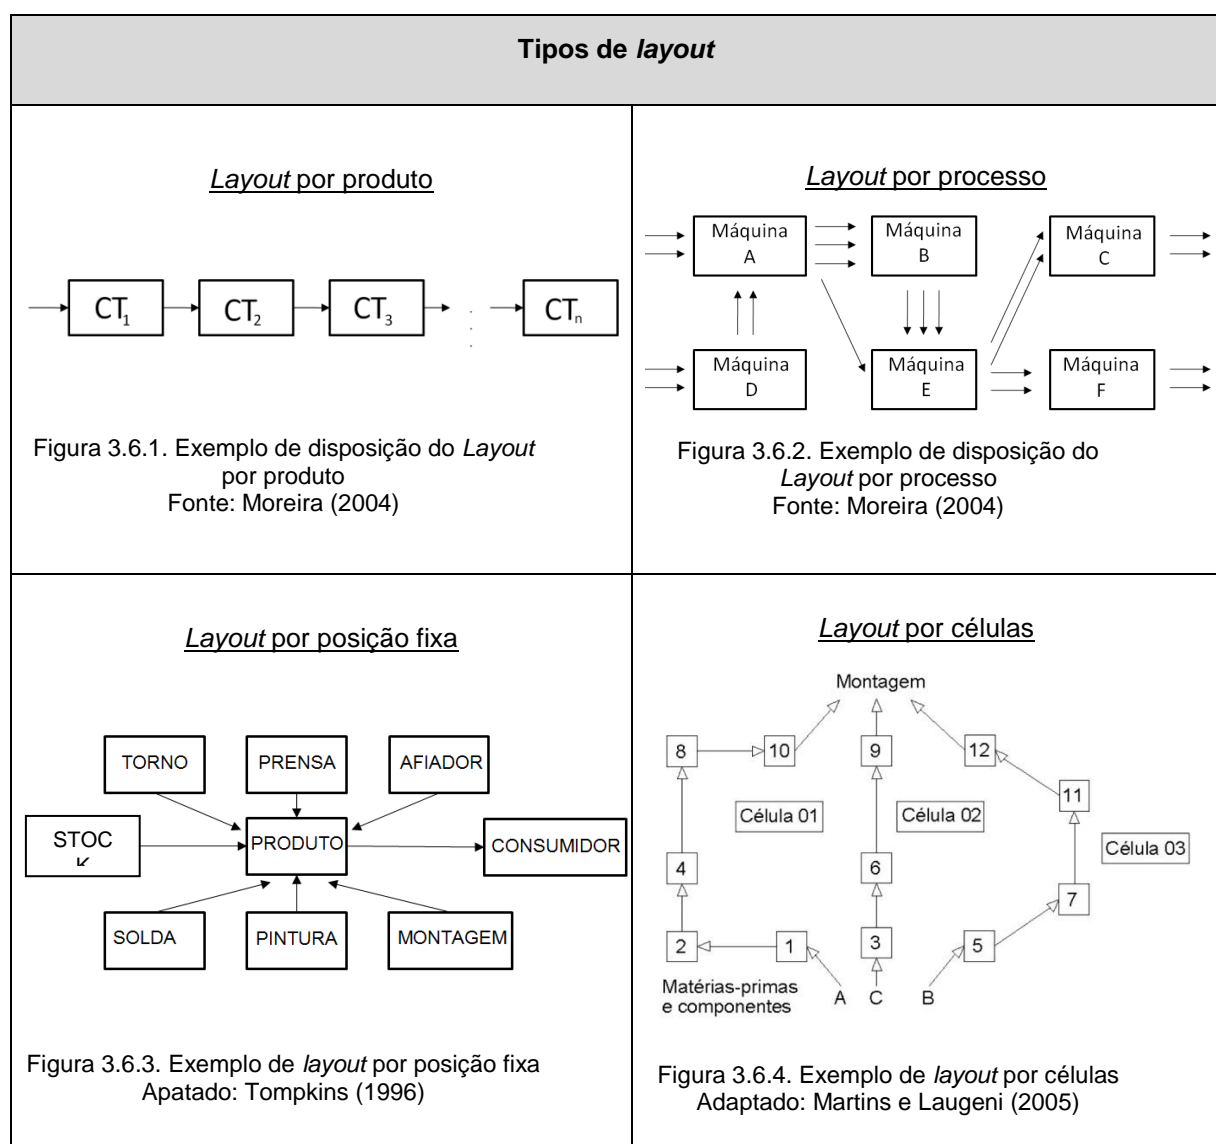 Tipos de layout
Layout por produto
CT1
CT2
CT3
CTn
Figura 3.6.1. Exemplo de disposição do Layout
por produto
Fonte: Moreira (2004)
Layout por processo
Máquina
A
Máquina
B
Máquina
C
Máquina
D
Máquina
E
Máquina
F
Figura 3.6.2. Exemplo de disposição do
Layout por processo
Fonte: Moreira (2004)
Layout por posição fixa
TORNO
PRENSA
AFIADOR
STOC
K
PRODUTO
CONSUMIDOR
SOLDA
PINTURA
MONTAGEM
Figura 3.6.3. Exemplo de layout por posição fixa
Apatado: Tompkins (1996)
Layout por células
Montagem
8
10
9
12
11
Célula 01
Célula 02
Célula 03
4
6
7
2
1
3
5
Matérias-primas
e componentes
A
C
B
Figura 3.6.4. Exemplo de layout por células
Adaptado: Martins e Laugeni (2005)